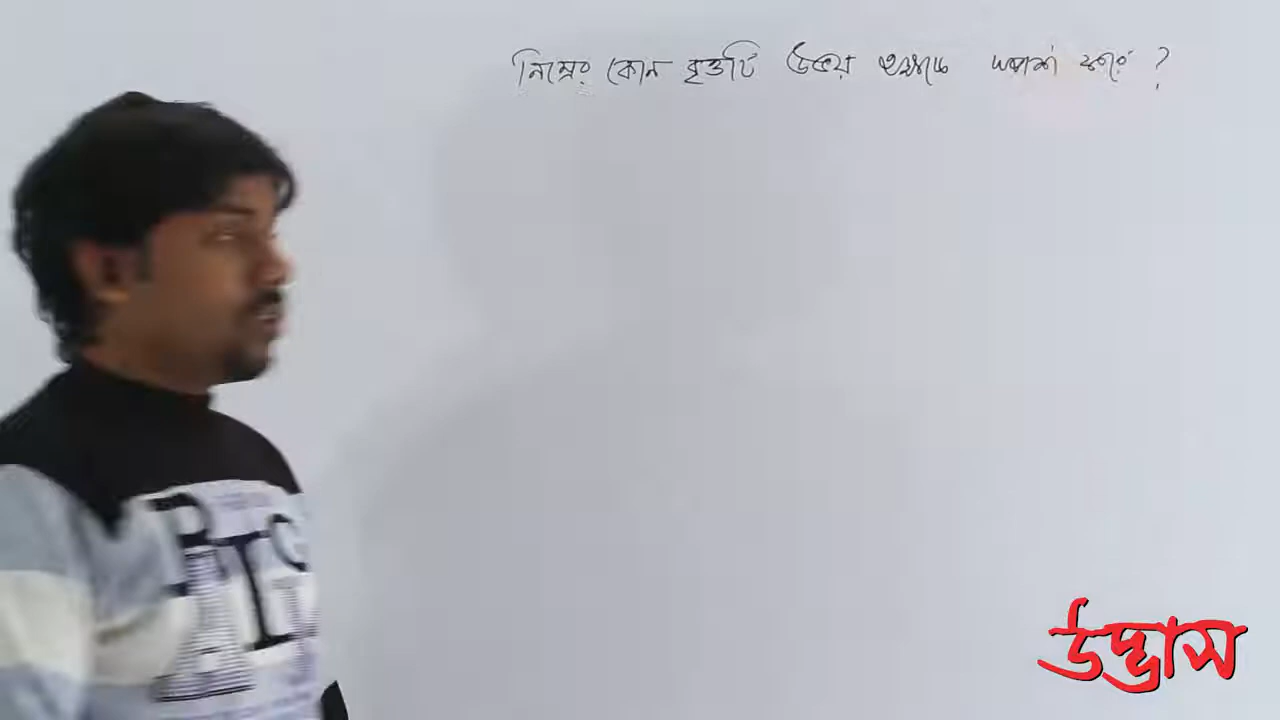 নিম্নের কোন বৃত্তটি উভয় অক্ষকে স্পর্শ করে ?
P
I G
উদ্ভাস